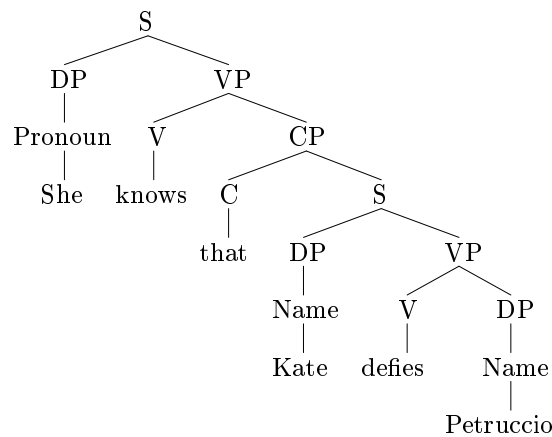 S
DP VP
Pronoun V CP
She knows C S
that DP VP
Name V DP
Kate defies Name
Petruccio